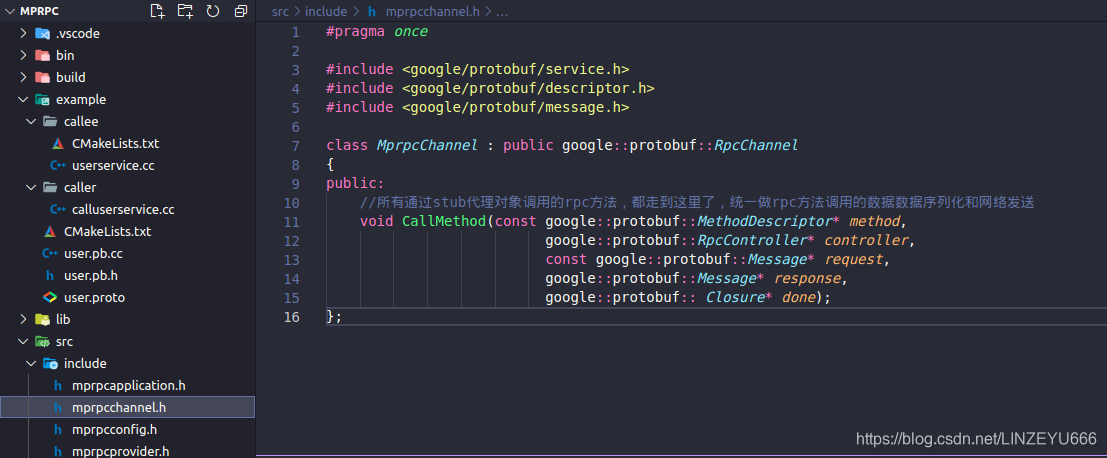 MPRPC
.vscode
bin
build
example
callee
CMakeLists.txt
userservice.cc
caller
calluserservice.cc
CMakeLists.txt
user.pb.cc
user.pb.h
user.proto
lib
src
include
mprpcapplication.h
mprpcchannel.h
mprpcconfig.h
mprpcprovider.h
src > include > mprpcchannel.h > ...
1 #pragma once
2
3 #include <google/protobuf/service.h>
4 #include <google/protobuf/descriptor.h>
5 #include <google/protobuf/message.h>
6
7 class MprpcChannel : public google::protobuf::RpcChannel
8 {
9 public:
10 //所有通过stub代理对象调用的rpc方法，都走到这里了，统一做rpc方法调用的数据数据序列化和网络发送
11 void CallMethod(const google::protobuf::MethodDescriptor* method,
12 google::protobuf::RpcController* controller,
13 const google::protobuf::Message* request,
14 google::protobuf::Message* response,
15 google::protobuf:: Closure* done);
16 };
https://blog.csdn.net/LINZEYU666